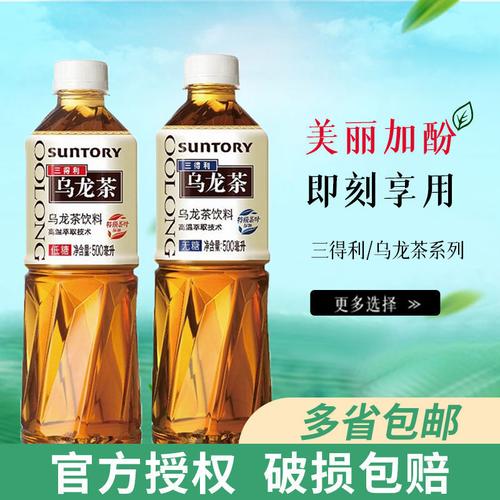 美丽加酚
即刻享用
三得利/乌龙茶系列
更多选择 >>
OOLONG
SUNTORY
三得利
乌龙茶
乌龙茶饮料
高温萃取技术
低糖 净含量:500毫升
OOLONG
SUNTORY
三得利
乌龙茶
乌龙茶饮料
高温萃取技术
无糖 净含量:500毫升
多省包邮
官方授权 破损包赔